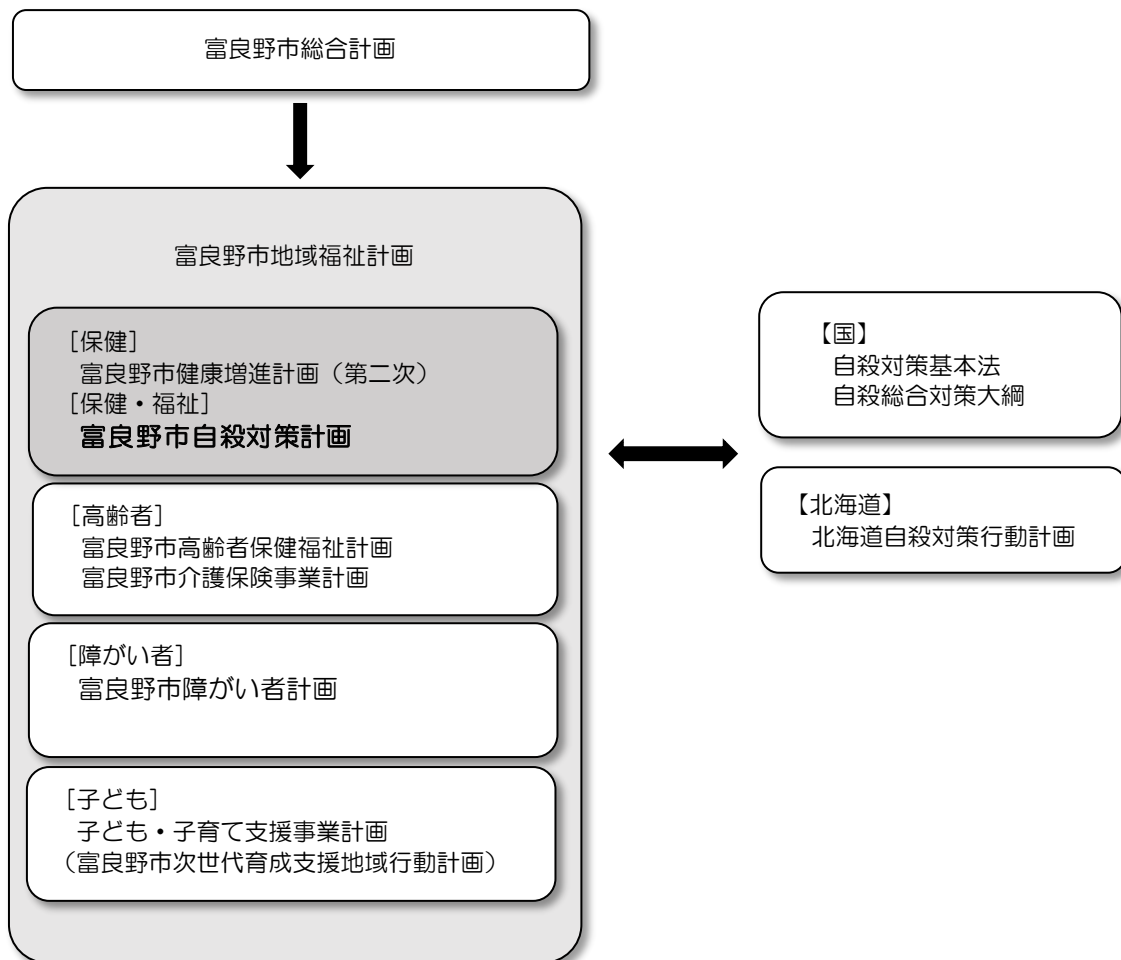 富良野市総合計画
富良野市地域福祉計画
［保健］
富良野市健康増進計画（第二次）
［保健・福祉］
富良野市自殺対策計画
［高齢者］
富良野市高齢者保健福祉計画
富良野市介護保険事業計画
［障がい者］
富良野市障がい者計画
［子ども］
子ども・子育て支援事業計画
（富良野市次世代育成支援地域行動計画）
【国】
自殺対策基本法
自殺総合対策大綱
【北海道】
北海道自殺対策行動計画